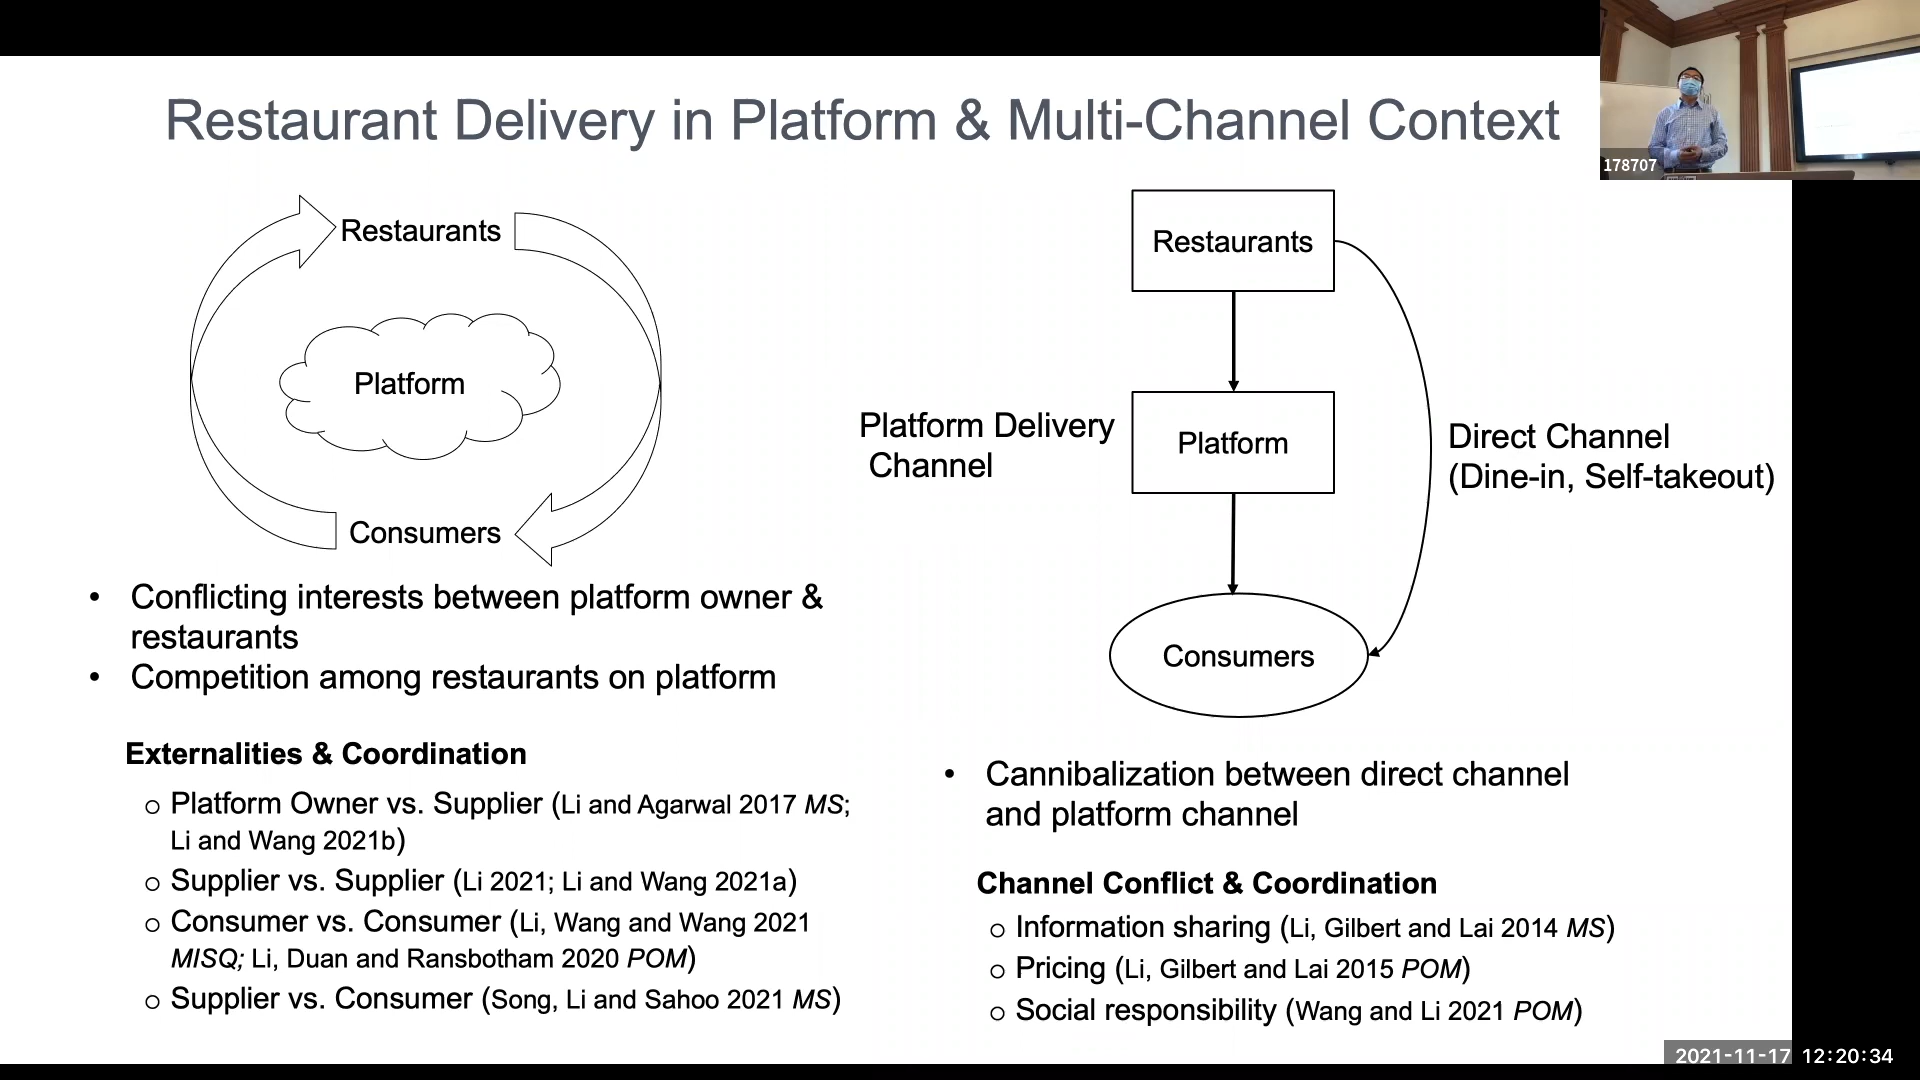 Restaurant Delivery in Platform & Multi-Channel Context
178707
Restaurants
Platform
Consumers
• Conflicting interests between platform owner &
restaurants
• Competition among restaurants on platform
Externalities & Coordination
o Platform Owner vs. Supplier (Li and Agarwal 2017 MS;
Li and Wang 2021b)
o Supplier vs. Supplier (Li 2021; Li and Wang 2021a)
o Consumer vs. Consumer (Li, Wang and Wang 2021
MISQ; Li, Duan and Ransbotham 2020 POM)
o Supplier vs. Consumer (Song, Li and Sahoo 2021 MS)
Restaurants
Platform Delivery
Channel
Platform
Direct Channel
(Dine-in, Self-takeout)
Consumers
• Cannibalization between direct channel
and platform channel
Channel Conflict & Coordination
o Information sharing (Li, Gilbert and Lai 2014 MS)
o Pricing (Li, Gilbert and Lai 2015 POM)
o Social responsibility (Wang and Li 2021 POM)
2021-11-17 12:20:34